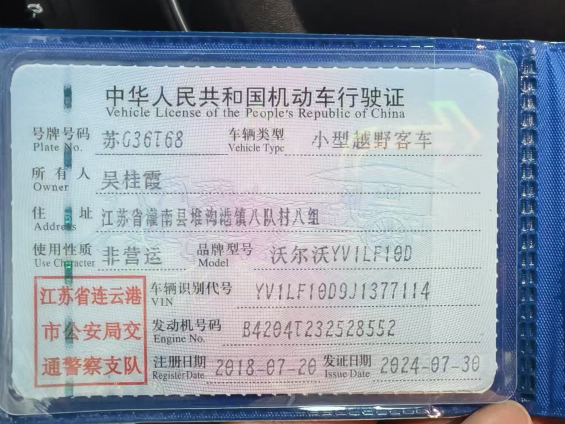 中华人民共和国机动车行驶证
Vehicle License of the People's Republic of China
号牌号码 苏G36T68 车辆类型 小型越野客车
Plate No. Vehicle Type
所有人 吴桂霞
Owner
住址 江苏省灌南县堆沟港镇八队村八组
Address
使用性质 非营运 品牌型号 沃尔沃YV1LF10D
Use Character Model
江苏省连云港 车辆识别代号 YV1LF10D9J1377114
VIN
市公安局交 发动机号码 B4204T232528552
Engine No.
通警察支队 注册日期 2018-07-20 发证日期 2024-07-30
Register Date Issue Date